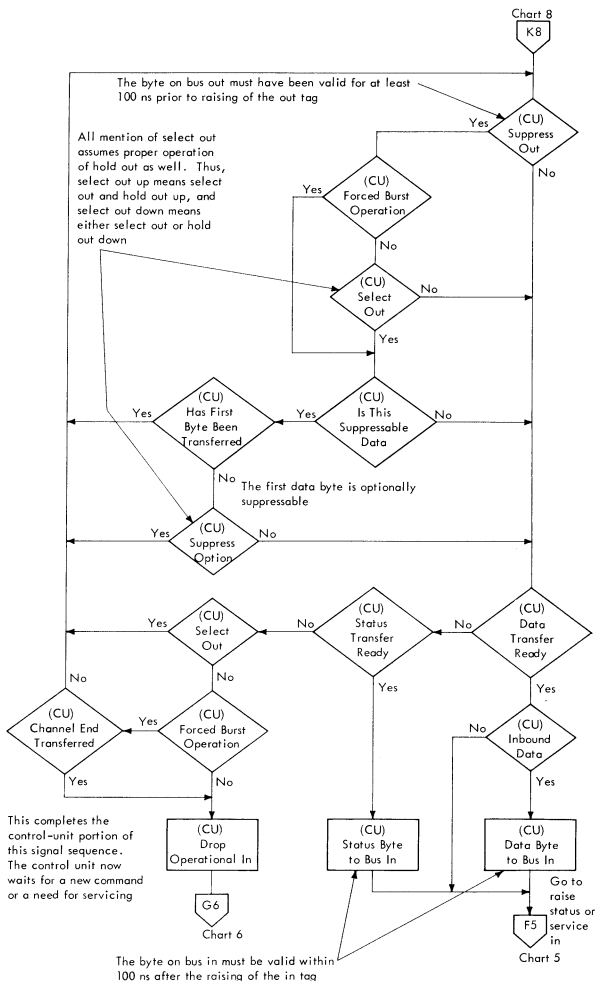 Chart 8
K8
The byte on bus out must have been valid for at least
100 ns prior to raising of the out tag
Yes
(CU)
Suppress
Out
No
All mention of select out
assumes proper operation
of hold out as well. Thus,
select out up means select
out and hold out up, and
select out down means
either select out or hold
out down
Yes
(CU)
Forced Burst
Operation
No
(CU)
Select
Out
No
Yes
Yes
(CU)
Has First
Byte Been
Transferred
Yes
(CU)
Is This
Suppressable
Data
No
No
The first data byte is optionally
suppressable
Yes
(CU)
Suppress
Option
No
Yes
(CU)
Select
Out
No
(CU)
Status
Transfer
Ready
No
(CU)
Data
Transfer
Ready
No
No
Yes
Yes
(CU)
Channel End
Transferred
Yes
(CU)
Forced Burst
Operation
No
(CU)
Inbound
Data
Yes
No
Yes
This completes the
control-unit portion of
this signal sequence.
The control unit now
waits for a new command
or a need for servicing
(CU)
Drop
Operational In
(CU)
Status Byte
to Bus In
(CU)
Data Byte
to Bus In
G6
Chart 6
Go to
raise
status or
service
in
F5
Chart 5
The byte on bus in must be valid within
100 ns after the raising of the in tag